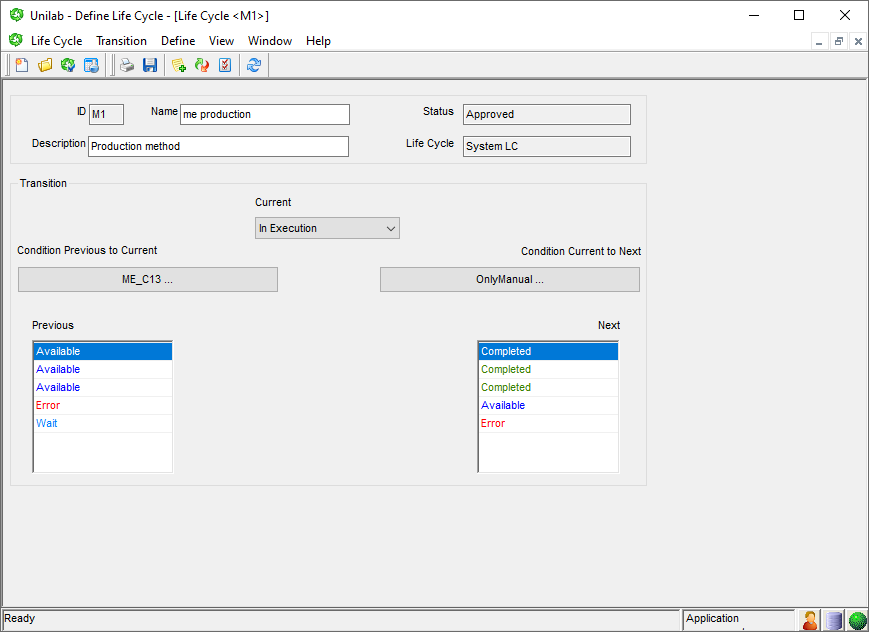 Unilab - Define Life Cycle - [Life Cycle <M1>]
Life Cycle Transition Define View Window Help
ID M1 Name me production Status Approved
Description Production method Life Cycle System LC
Transition
Current
In Execution
Condition Previous to Current Condition Current to Next
ME_C13 ... OnlyManual ...
Previous Next
Available Completed
Available Completed
Available Completed
Error Available
Wait Error
Ready Application